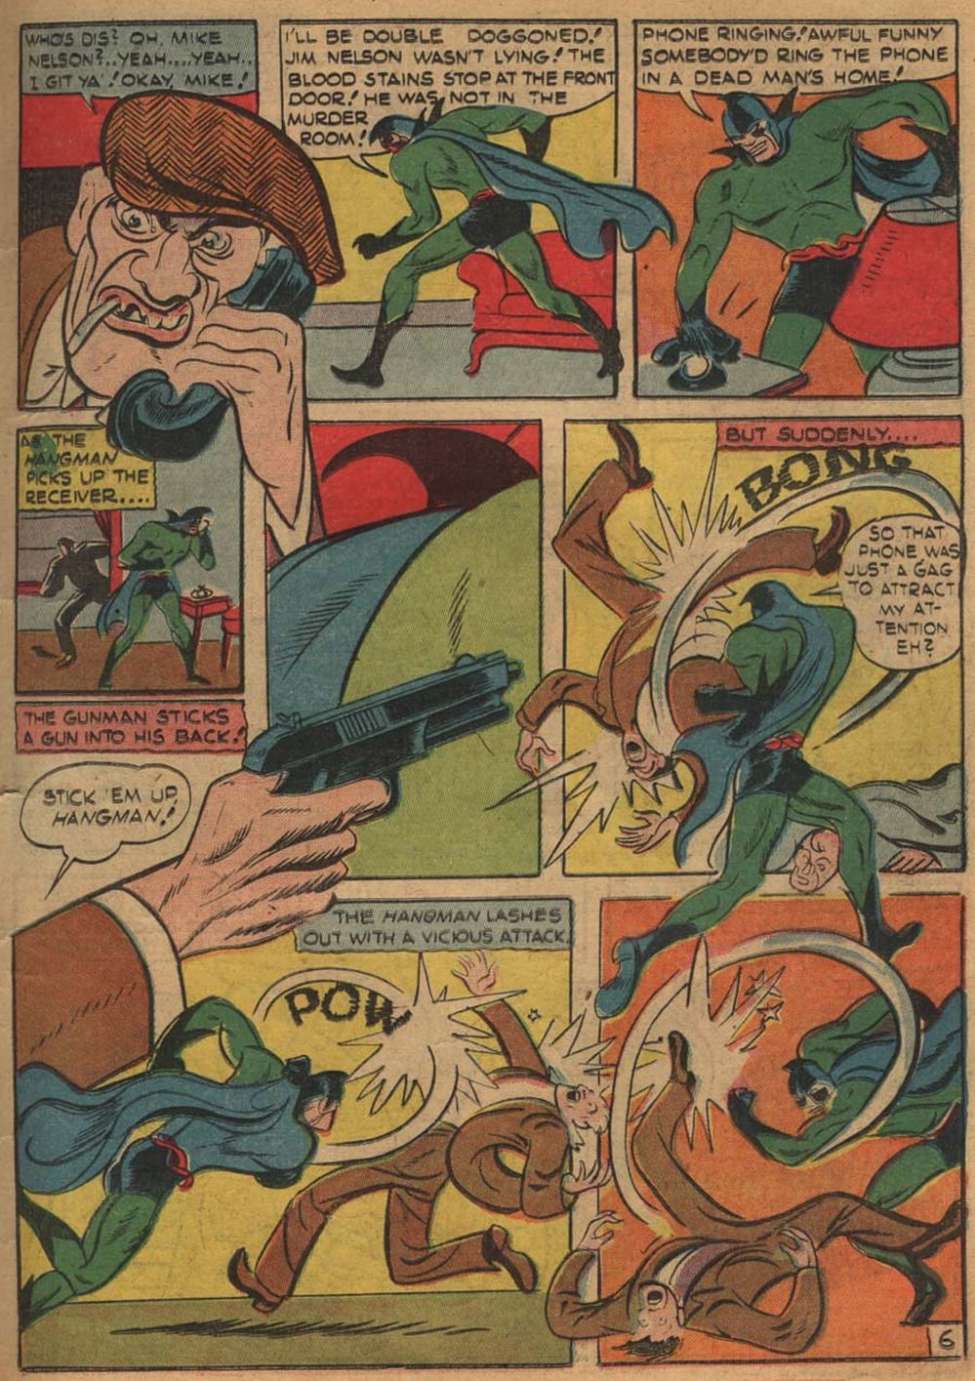 WHO'S DIS? OH, MIKE
NELSON?..YEAH....YEAH..
I GIT YA'! OKAY, MIKE!
I'LL BE DOUBLE DOGGONED!
JIM NELSON WASN'T LYING! THE
BLOOD STAINS STOP AT THE FRONT
DOOR! HE WAS NOT IN THE
MURDER
ROOM!
PHONE RINGING! AWFUL FUNNY
SOMEBODY'D RING THE PHONE
IN A DEAD MAN'S HOME!
AS THE
HANGMAN
PICKS UP THE
RECEIVER....
THE GUNMAN STICKS
A GUN INTO HIS BACK!
STICK 'EM UP,
HANGMAN!
BUT SUDDENLY....
BONG
SO THAT
PHONE WAS
JUST A GAG
TO ATTRACT
MY AT-
TENTION
EH?
THE HANGMAN LASHES
OUT WITH A VICIOUS ATTACK.
POW
6